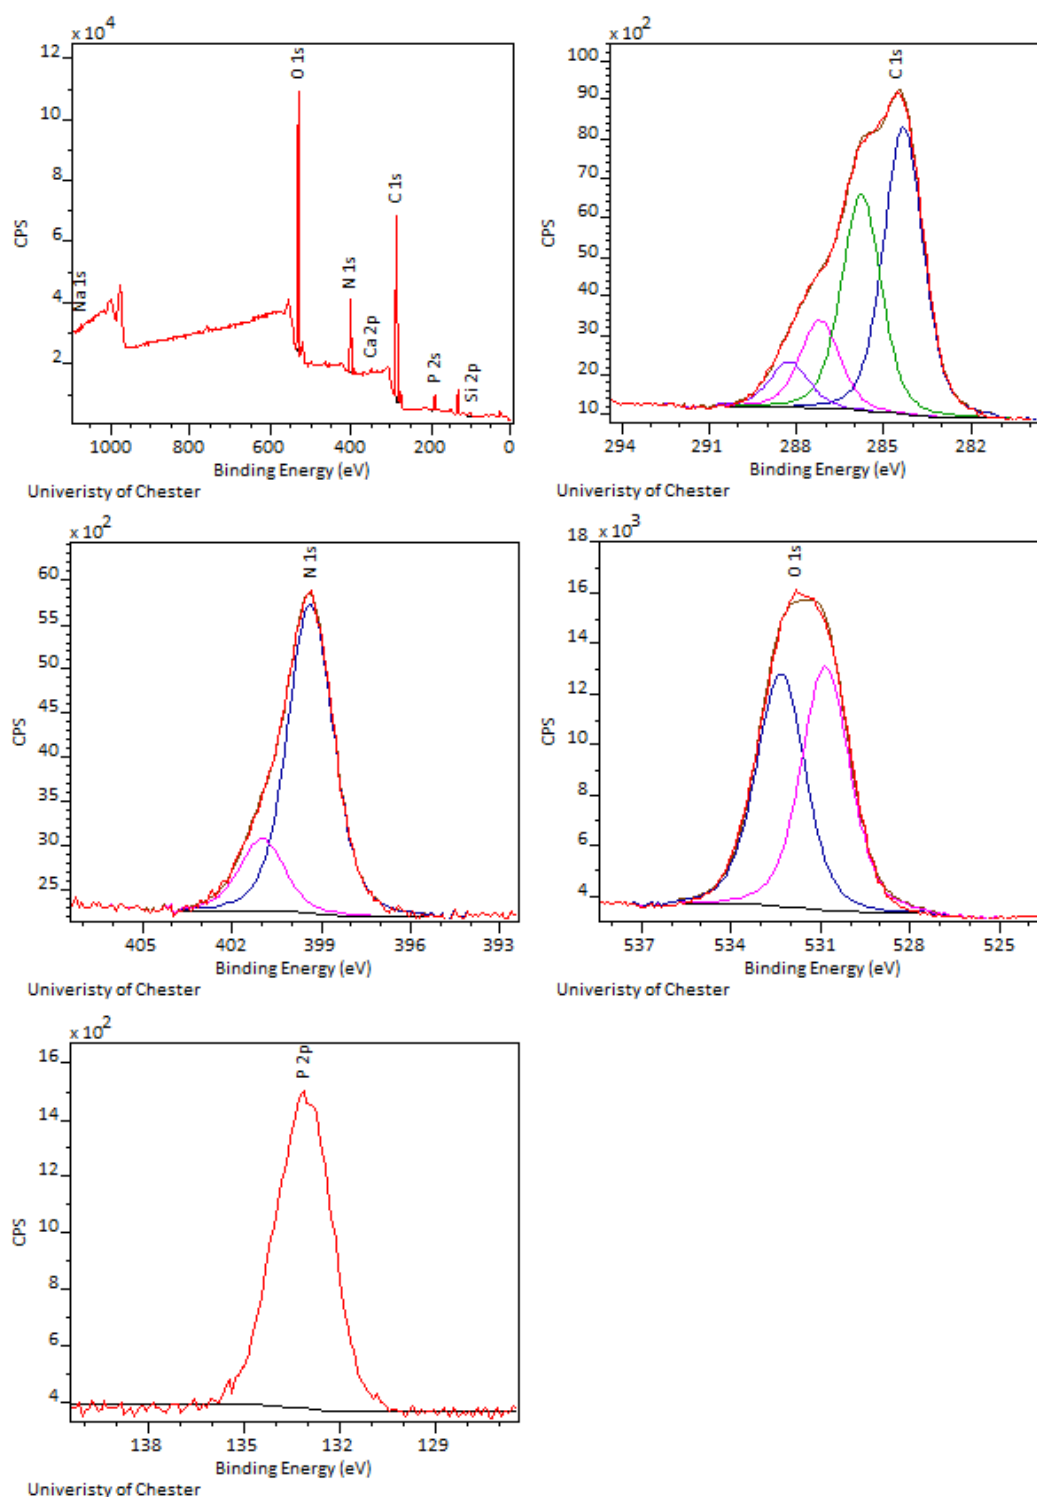 x 10^4
12
10
8
6
4
2
CPS
Na 1s
O 1s
N 1s
Ca 2p
C 1s
P 2s
Si 2p
1000 800 600 400 200 0
Binding Energy (eV)
Univeristy of Chester
x 10^2
100
90
80
70
60
50
40
30
20
10
CPS
C 1s
294 291 288 285 282
Binding Energy (eV)
Univeristy of Chester
x 10^2
60
55
50
45
40
35
30
25
CPS
N 1s
405 402 399 396 393
Binding Energy (eV)
Univeristy of Chester
x 10^3
18
16
14
12
10
8
6
4
CPS
O 1s
537 534 531 528 525
Binding Energy (eV)
Univeristy of Chester
x 10^2
16
14
12
10
8
6
4
CPS
P 2p
138 135 132 129
Binding Energy (eV)
Univeristy of Chester